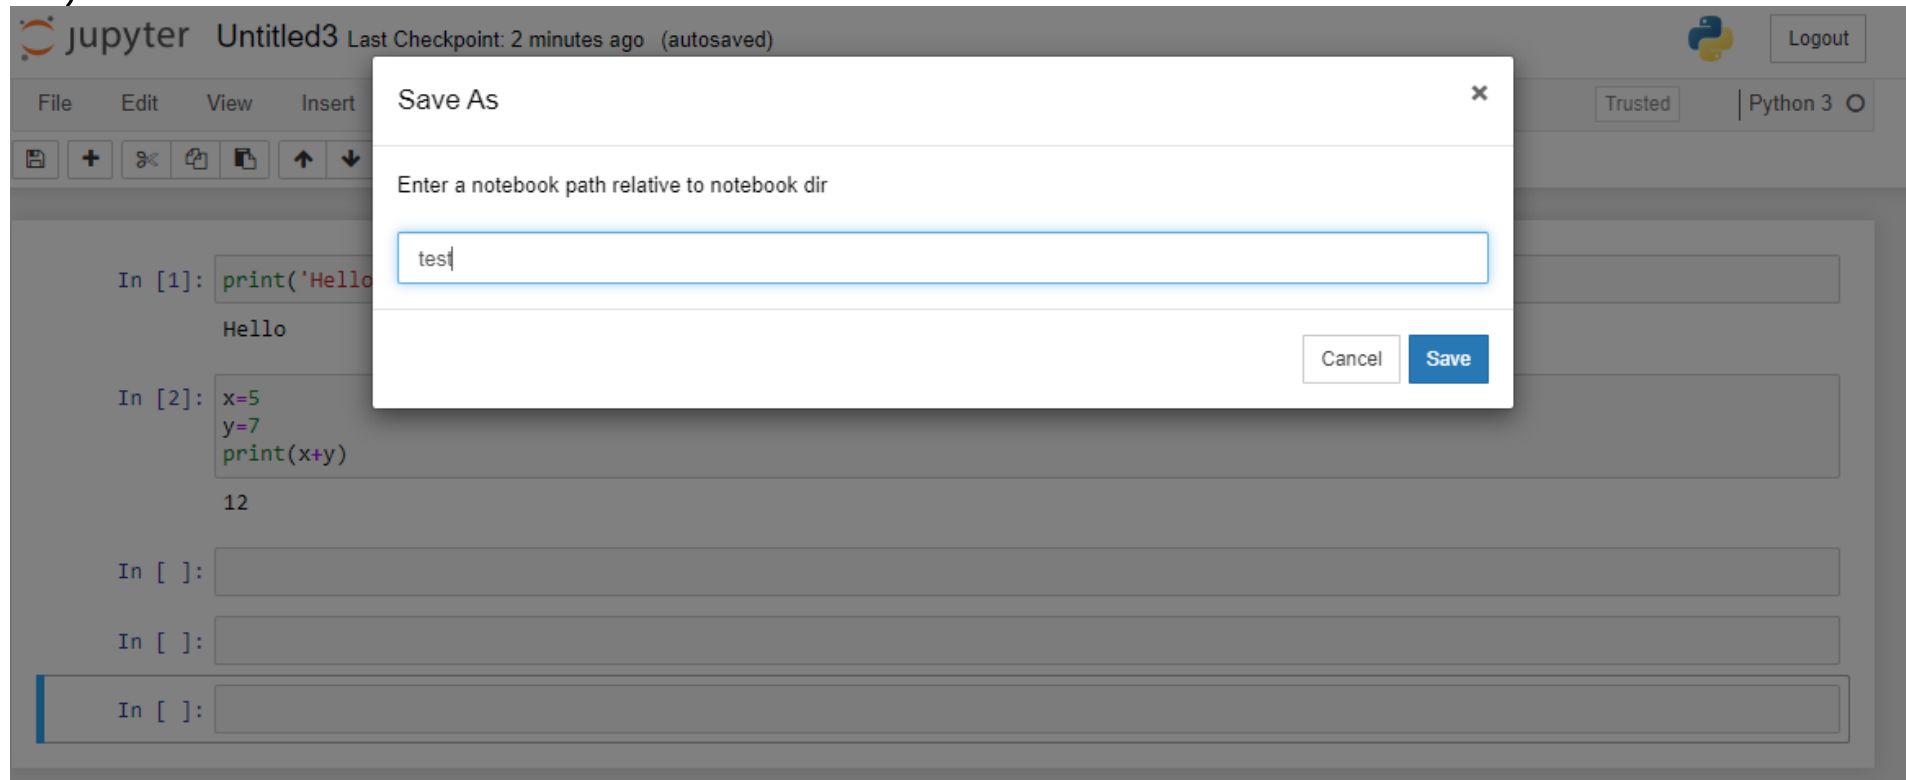 jupyter Untitled3 Last Checkpoint: 2 minutes ago (autosaved) Logout
File Edit View Insert Trusted Python 3
Save As
Enter a notebook path relative to notebook dir
test
Cancel Save
In [1]: print('Hello
Hello
In [2]: x=5
y=7
print(x+y)
12
In [ ]:
In [ ]:
In [ ]: